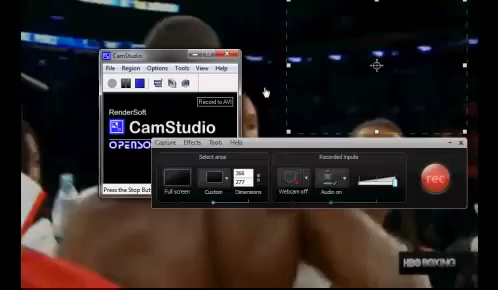 CamStudio
File Region Options Tools View Help
Record to AVI
RenderSoft
CamStudio
OPENSO
Press the Stop But
Capture Effects Tools Help
Select area
Recorded inputs
Full screen
Custom
366
277
Dimensions
Webcam off
Audio on
rec
HBO BOXING